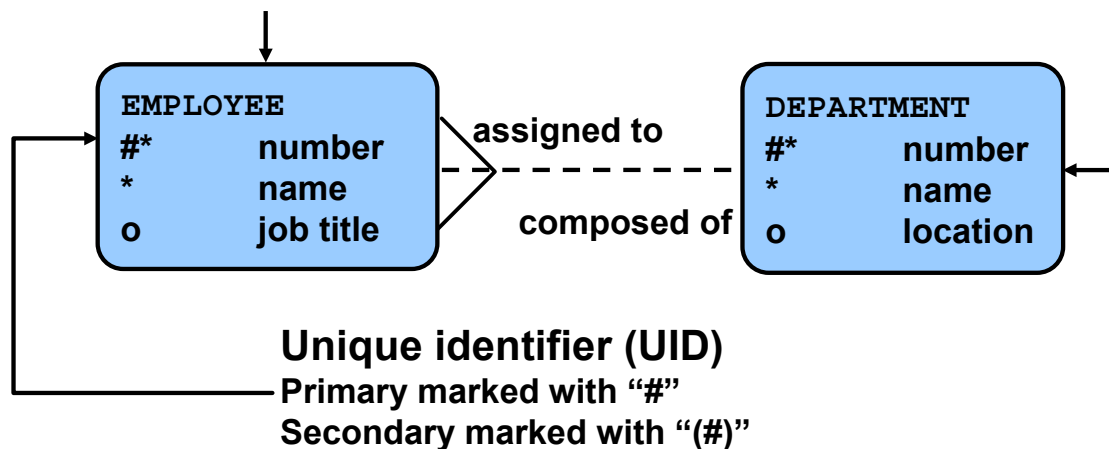 EMPLOYEE
#* number
* name
o job title
assigned to
composed of
DEPARTMENT
#* number
* name
o location
Unique identifier (UID)
Primary marked with “#”
Secondary marked with “(#)”